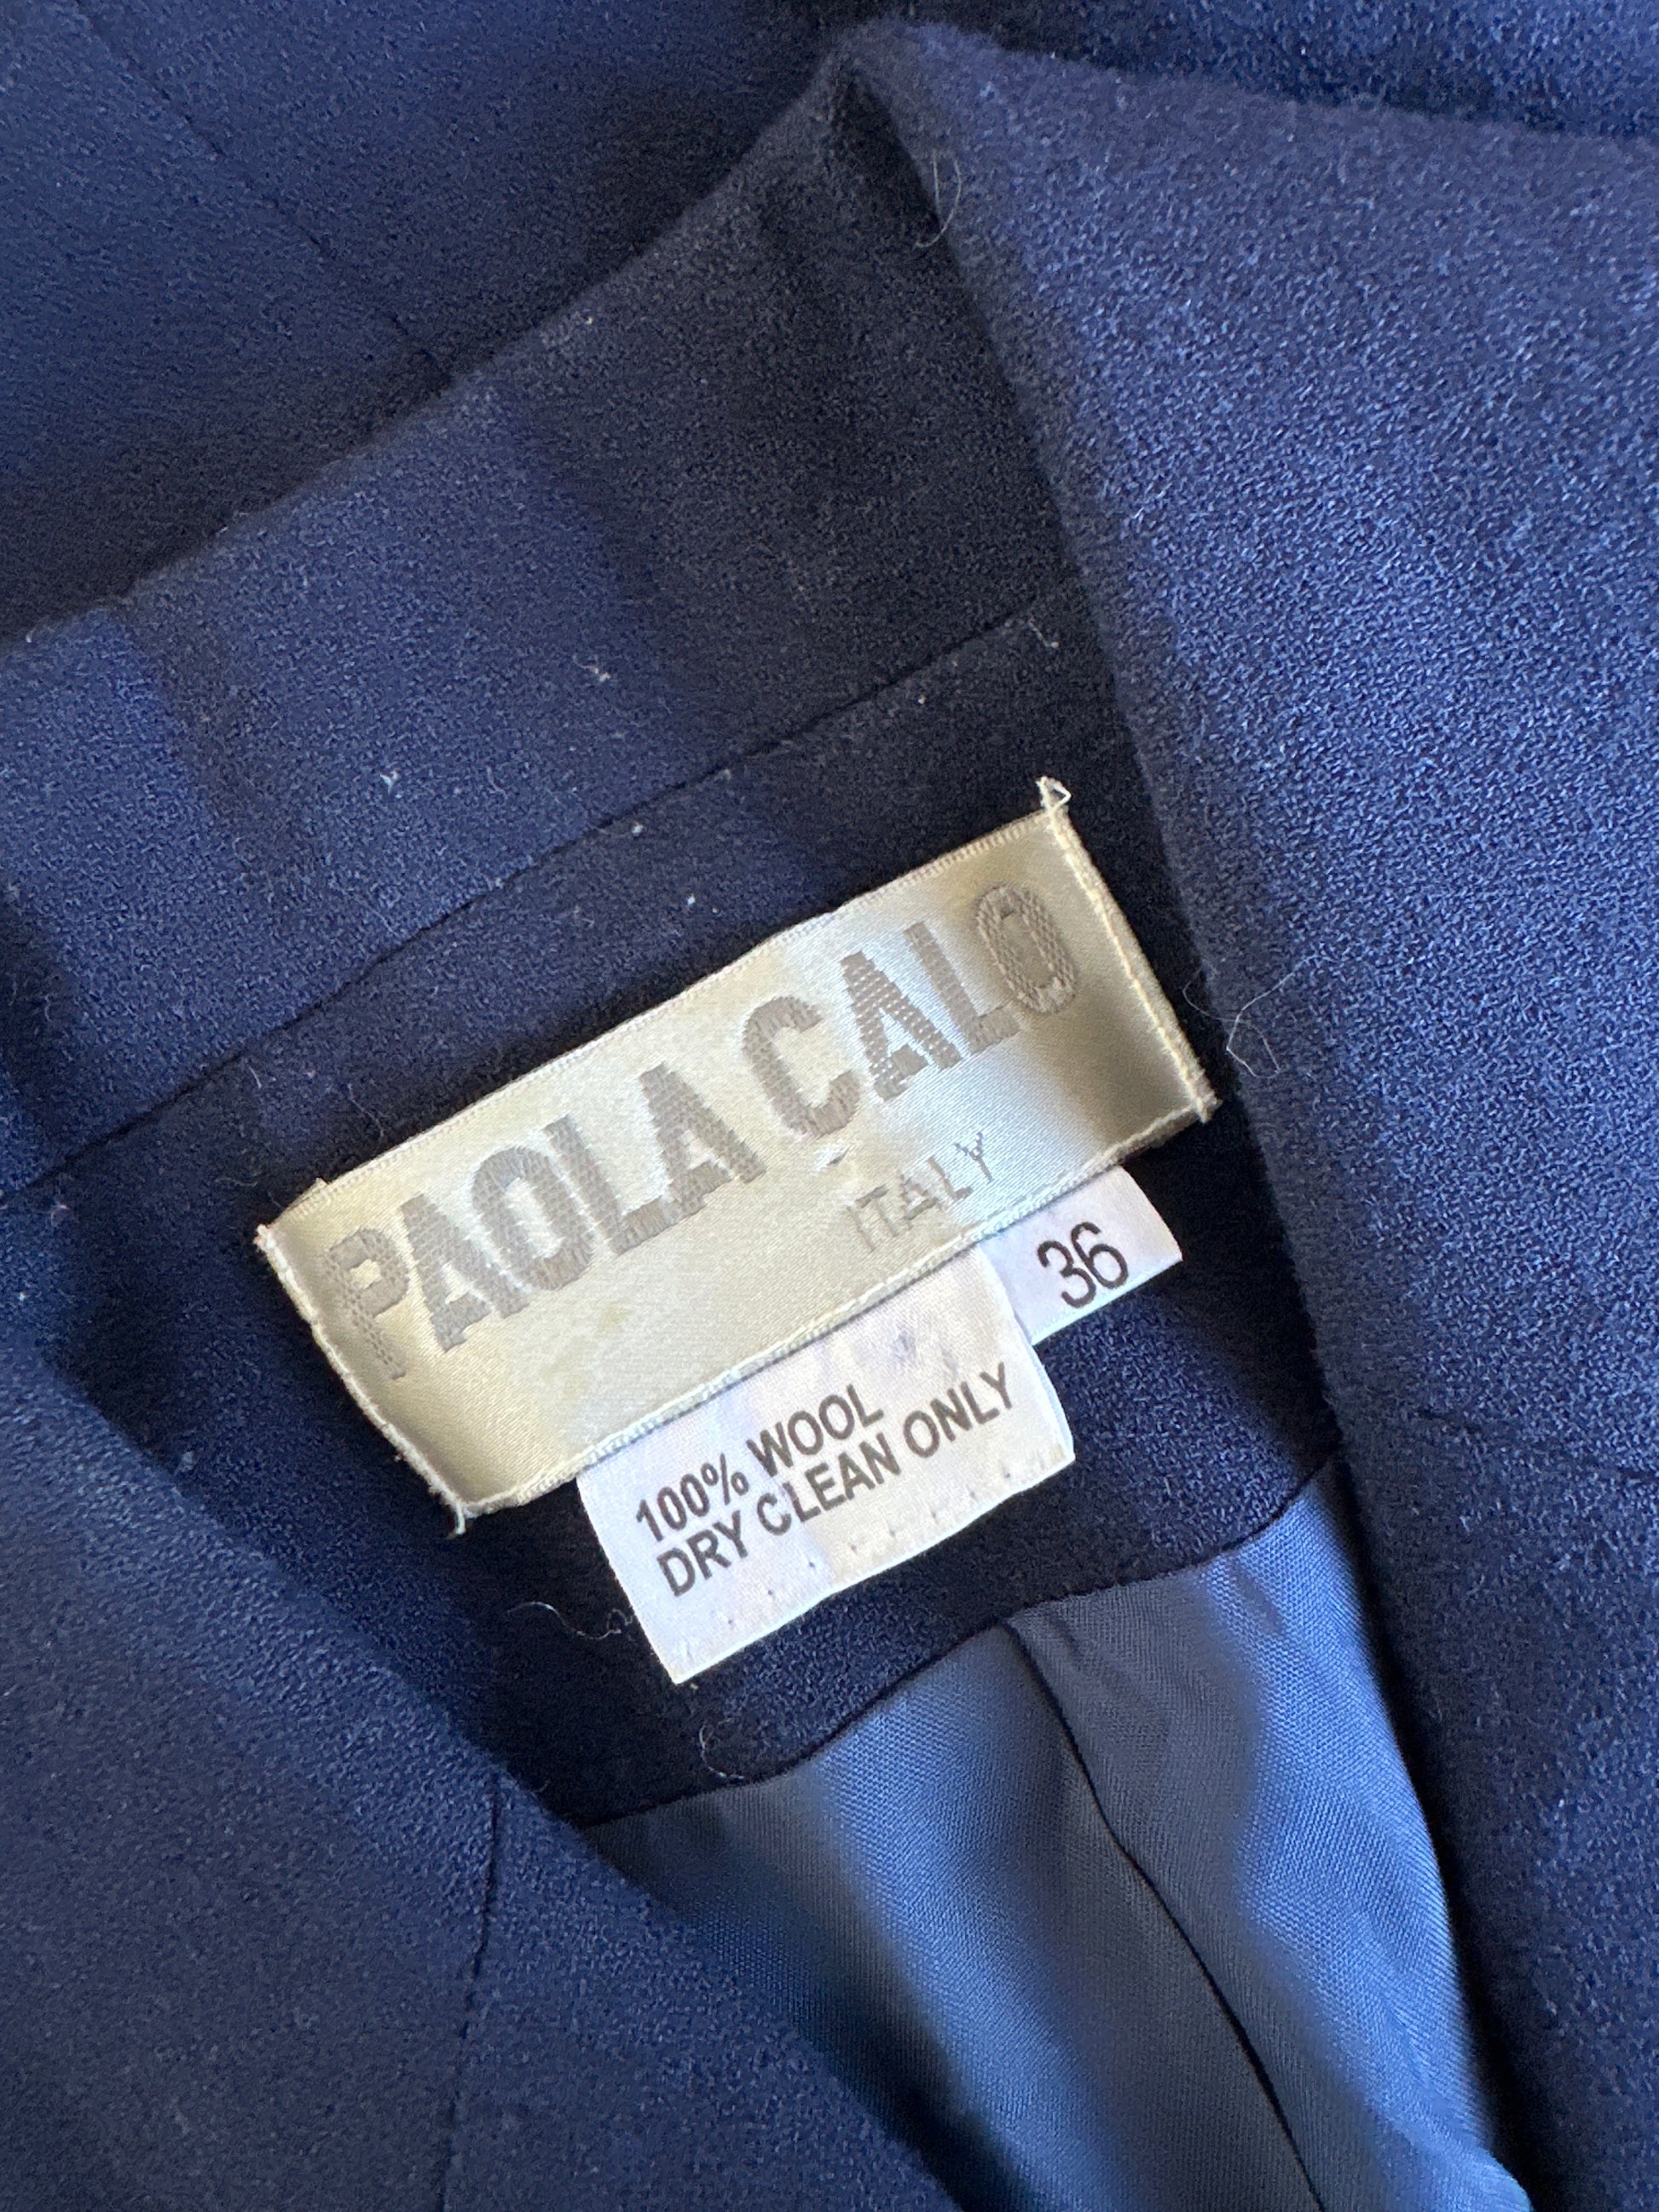 PAOLA CALO
ITALY
36
100% WOOL
DRY CLEAN ONLY